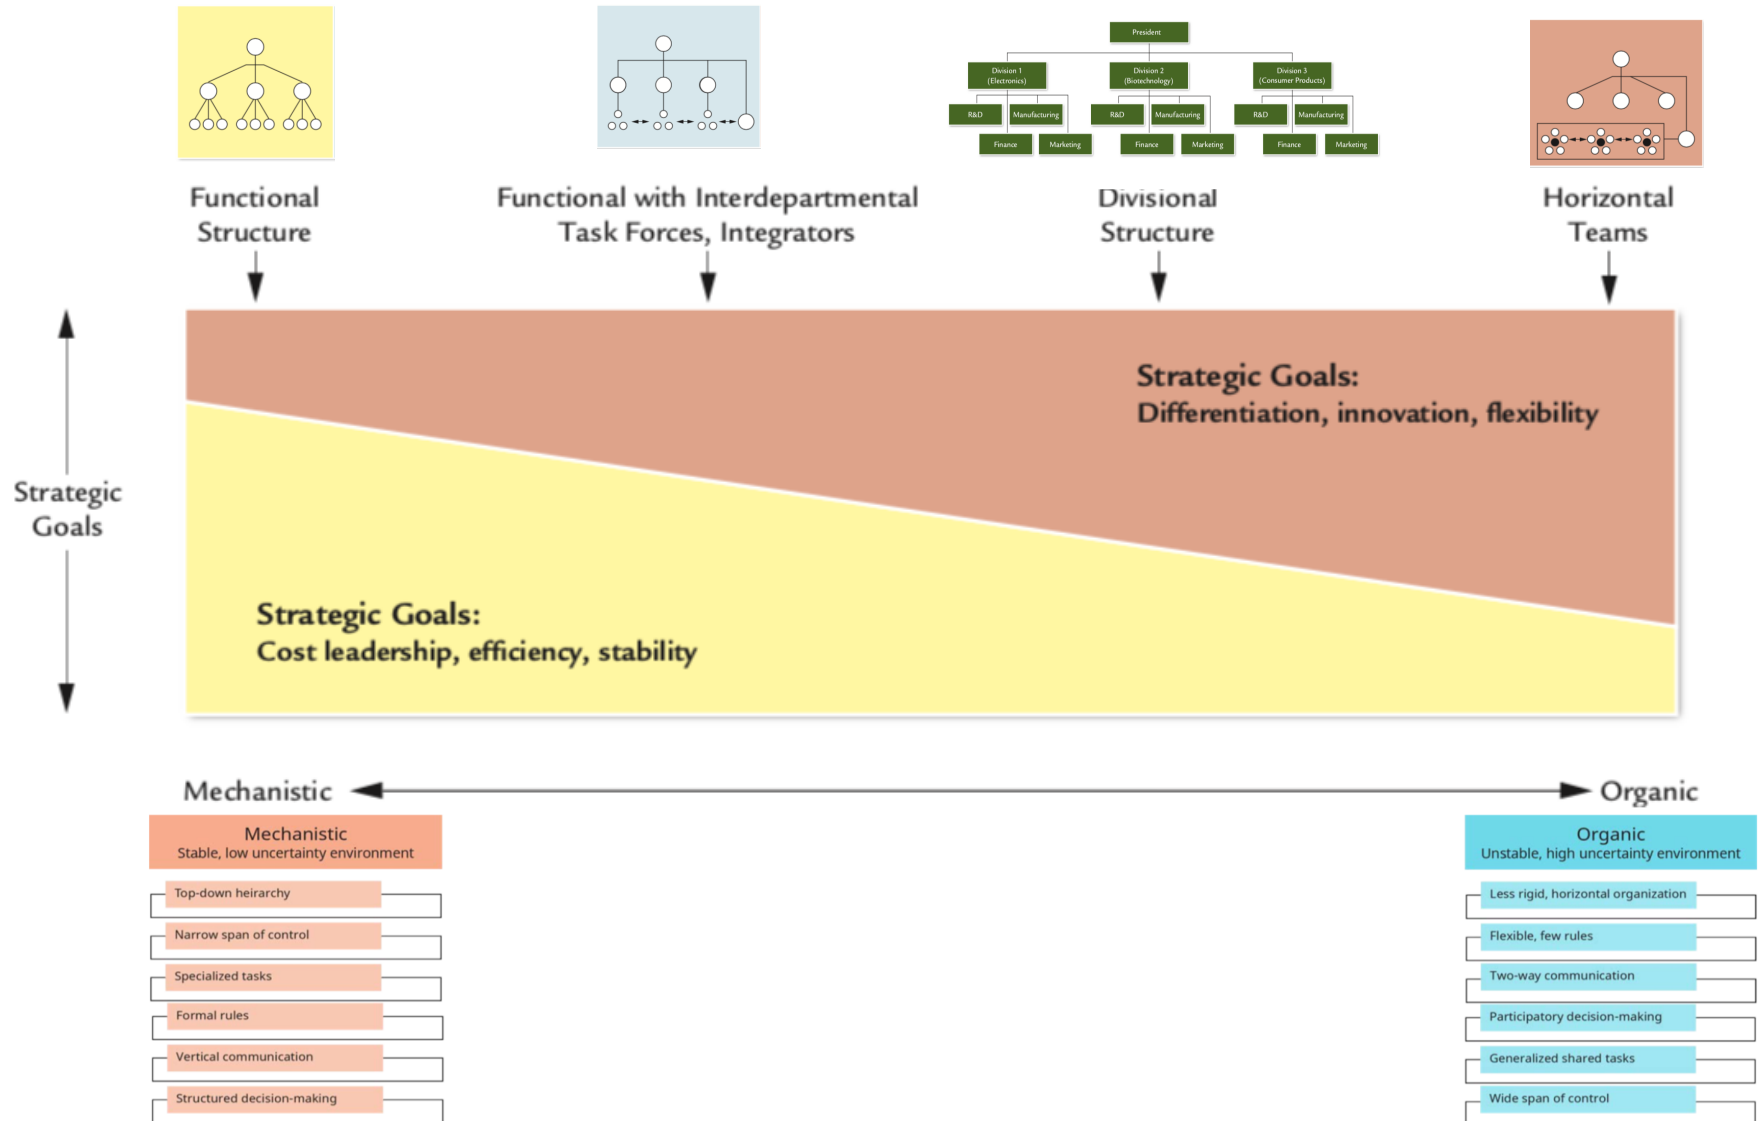 President
Division 1
(Electronics)
Division 2
(Biotechnology)
Division 3
(Consumer Products)
R&D
Manufacturing
R&D
Manufacturing
R&D
Manufacturing
Finance
Marketing
Finance
Marketing
Finance
Marketing
Functional
Structure
Functional with Interdepartmental
Task Forces, Integrators
Divisional
Structure
Horizontal
Teams
Strategic Goals:
Differentiation, innovation, flexibility
Strategic
Goals
Strategic Goals:
Cost leadership, efficiency, stability
Mechanistic
Organic
Mechanistic
Stable, low uncertainty environment
Top-down heirarchy
Narrow span of control
Specialized tasks
Formal rules
Vertical communication
Structured decision-making
Organic
Unstable, high uncertainty environment
Less rigid, horizontal organization
Flexible, few rules
Two-way communication
Participatory decision-making
Generalized shared tasks
Wide span of control